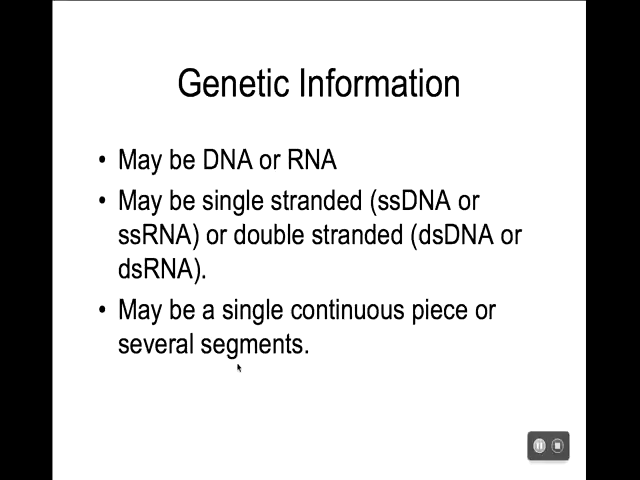 Genetic Information
• May be DNA or RNA
• May be single stranded (ssDNA or
ssRNA) or double stranded (dsDNA or
dsRNA).
• May be a single continuous piece or
several segments.